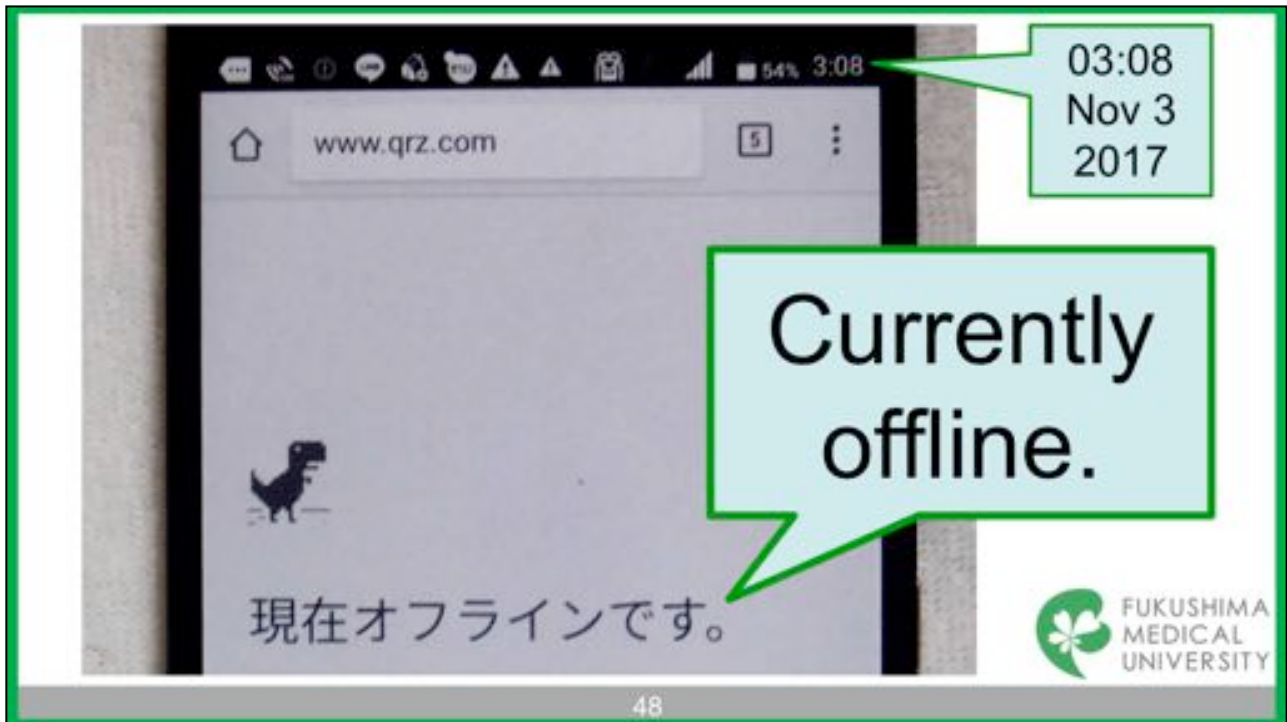 54% 3:08
03:08
Nov 3
2017
www.qrz.com
5
Currently
offline.
現在オフラインです。
FUKUSHIMA
MEDICAL
UNIVERSITY
48